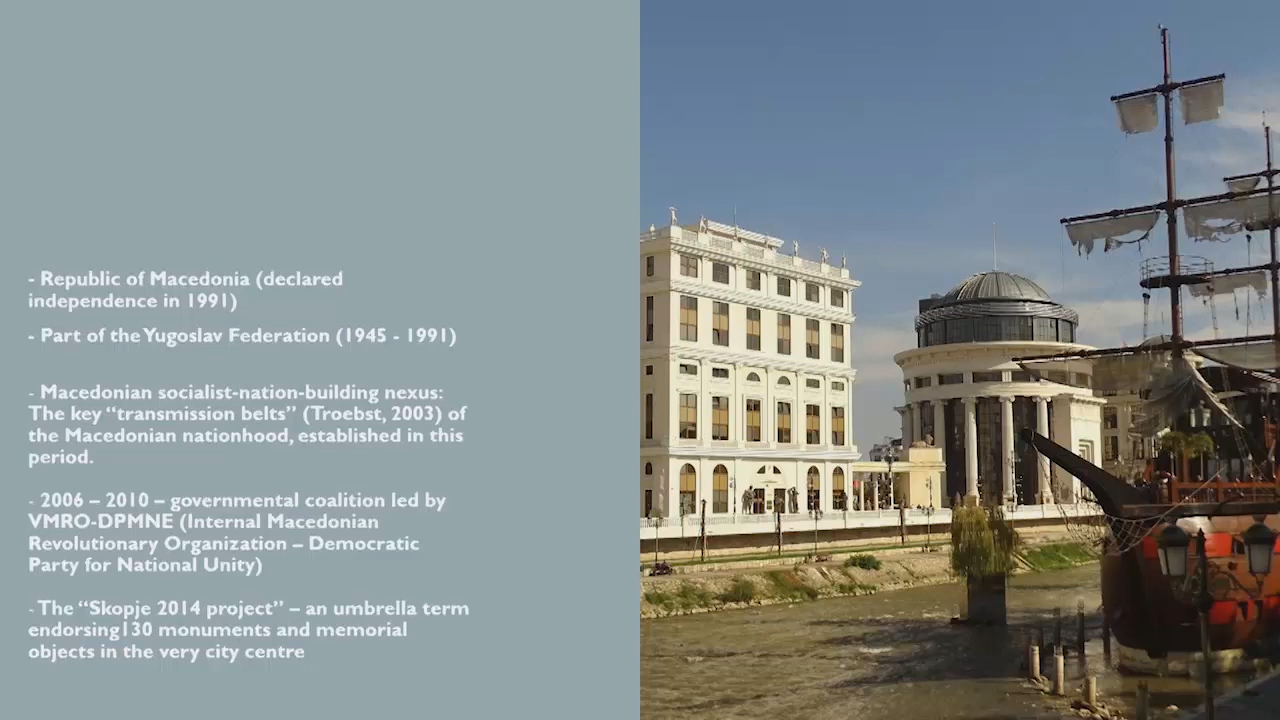 - Republic of Macedonia (declared
independence in 1991)
- Part of the Yugoslav Federation (1945 - 1991)
- Macedonian socialist-nation-building nexus:
The key “transmission belts” (Troebst, 2003) of
the Macedonian nationhood, established in this
period.
- 2006 – 2010 – governmental coalition led by
VMRO-DPMNE (Internal Macedonian
Revolutionary Organization – Democratic
Party for National Unity)
- The “Skopje 2014 project” – an umbrella term
endorsing130 monuments and memorial
objects in the very city centre